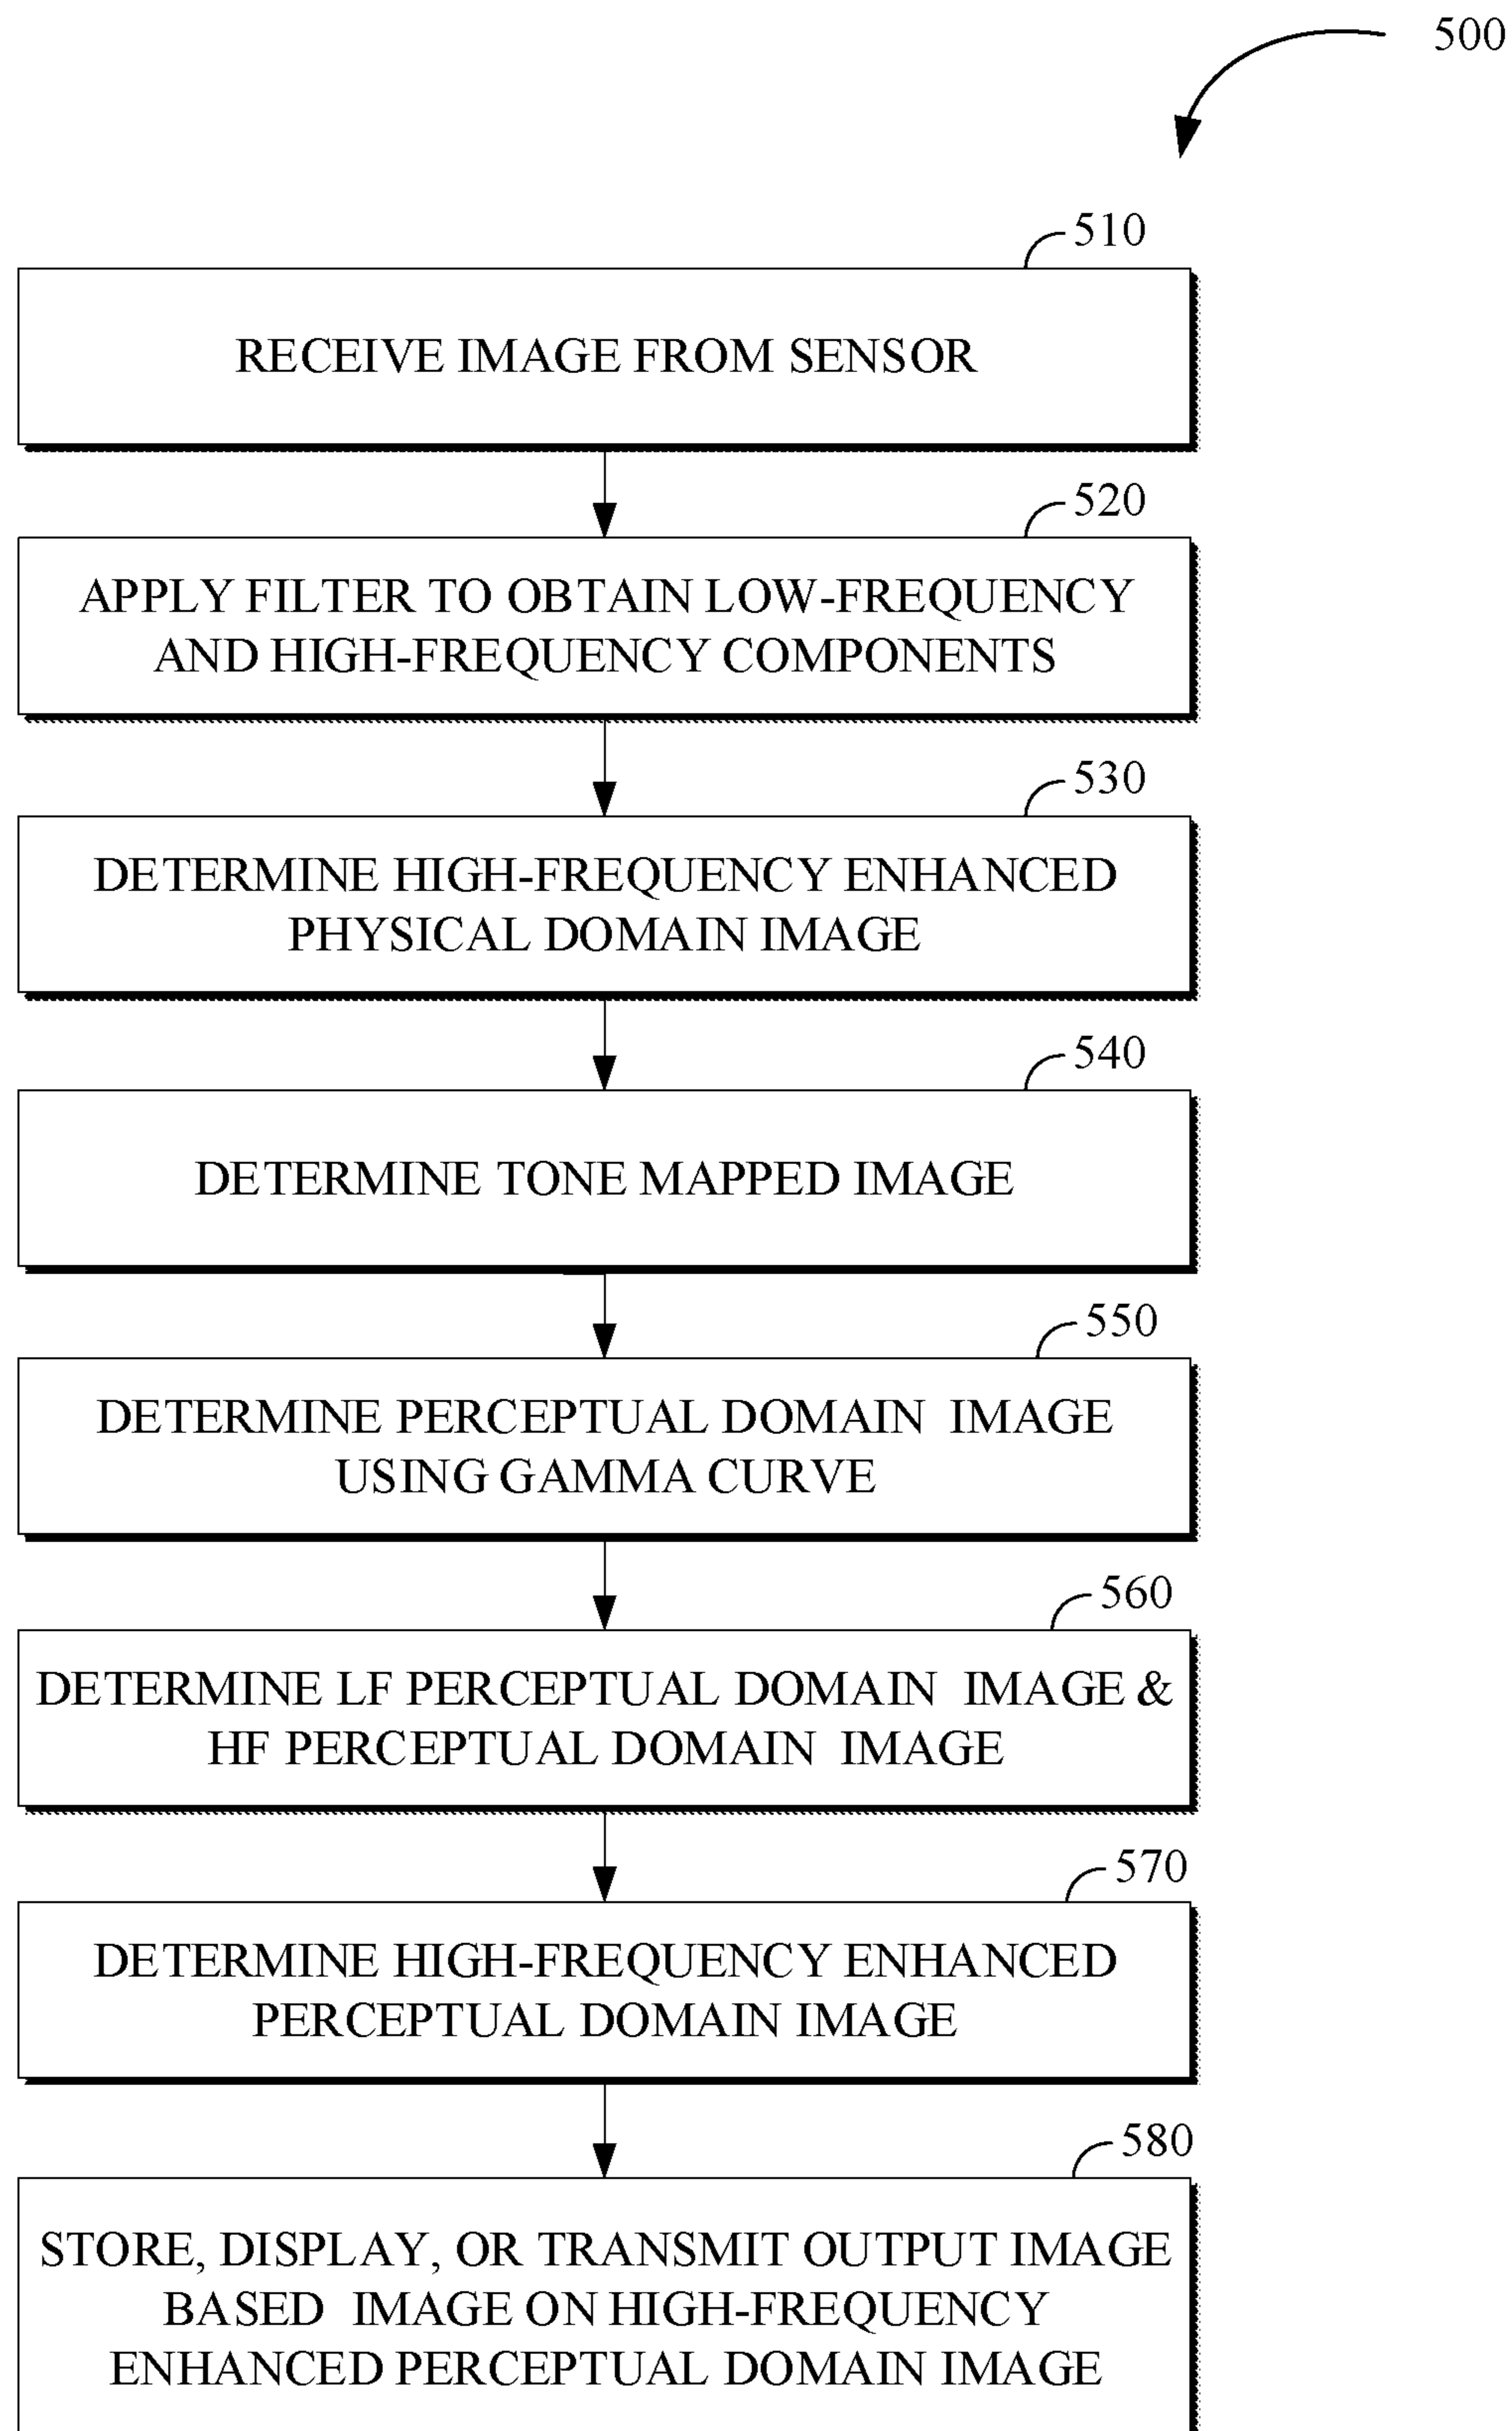 500
510
RECEIVE IMAGE FROM SENSOR
520
APPLY FILTER TO OBTAIN LOW-FREQUENCY
AND HIGH-FREQUENCY COMPONENTS
530
DETERMINE HIGH-FREQUENCY ENHANCED
PHYSICAL DOMAIN IMAGE
540
DETERMINE TONE MAPPED IMAGE
550
DETERMINE PERCEPTUAL DOMAIN IMAGE
USING GAMMA CURVE
560
DETERMINE LF PERCEPTUAL DOMAIN IMAGE &
HF PERCEPTUAL DOMAIN IMAGE
570
DETERMINE HIGH-FREQUENCY ENHANCED
PERCEPTUAL DOMAIN IMAGE
580
STORE, DISPLAY, OR TRANSMIT OUTPUT IMAGE
BASED IMAGE ON HIGH-FREQUENCY
ENHANCED PERCEPTUAL DOMAIN IMAGE